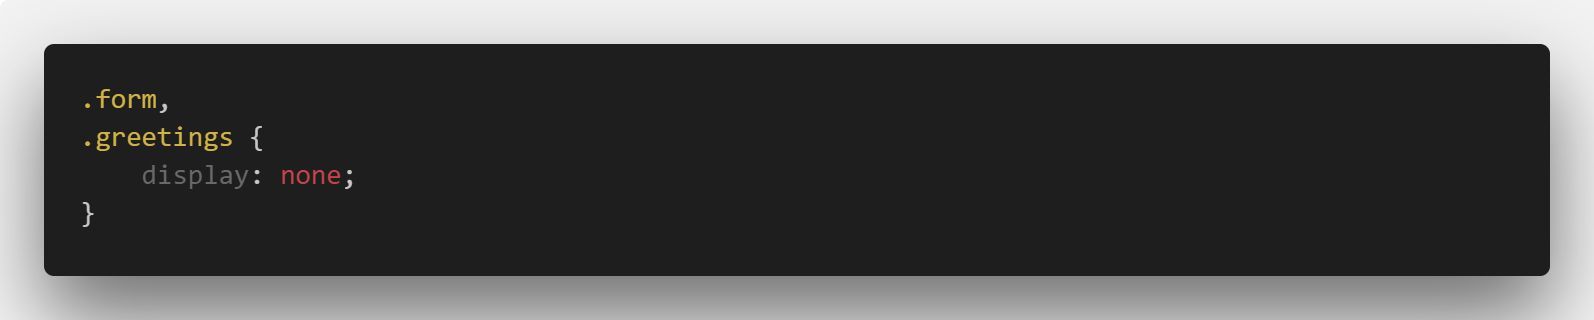 .form,
.greetings {
    display: none;
}